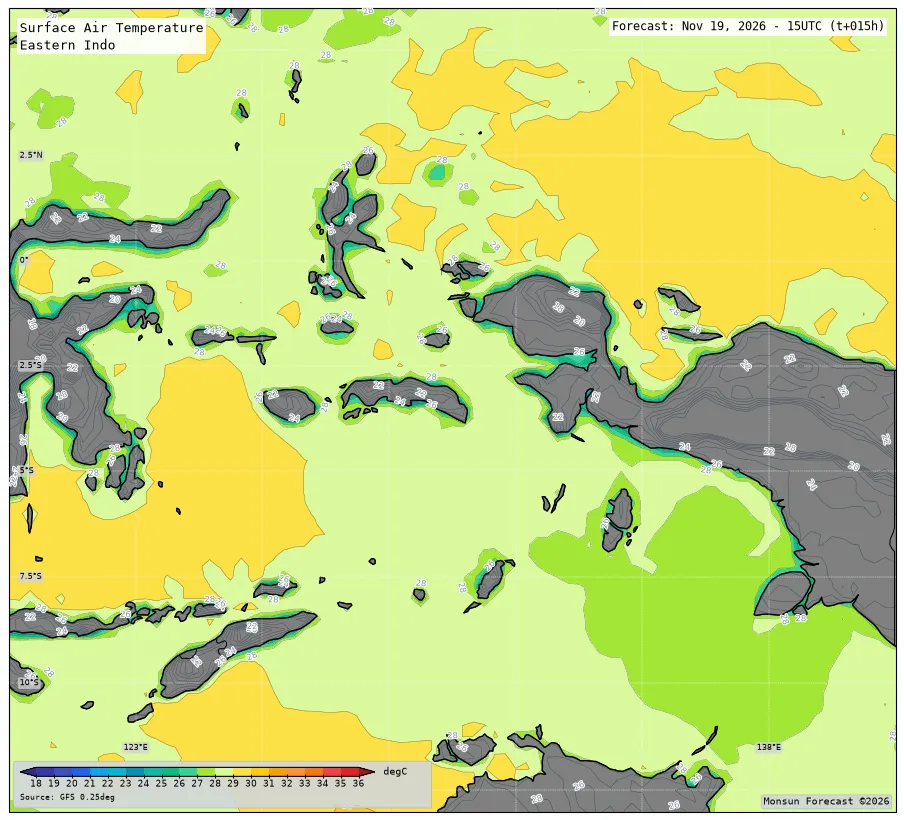 Surface Air Temperature
Eastern Indo
Forecast: Nov 19, 2026 - 15UTC (t+015h)
2.5°N
0°
2.5°S
5°S
7.5°S
10°S
123°E
138°E
degC
18 19 20 21 22 23 24 25 26 27 28 29 30 31 32 33 34 35 36
Source: GFS 0.25deg
Monsun Forecast ©2026